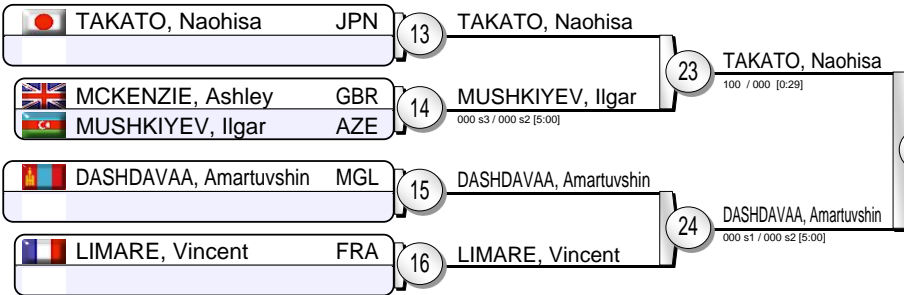 TAKATO, Naohisa JPN 13 TAKATO, Naohisa
23 TAKATO, Naohisa
100 / 000 [0:29]
MCKENZIE, Ashley GBR 14 MUSHKIYEV, Ilgar
MUSHKIYEV, Ilgar AZE 000 s3 / 000 s2 [5:00]
DASHDAVAA, Amartuvshin MGL 15 DASHDAVAA, Amartuvshin
24 DASHDAVAA, Amartuvshin
000 s1 / 000 s2 [5:00]
LIMARE, Vincent FRA 16 LIMARE, Vincent